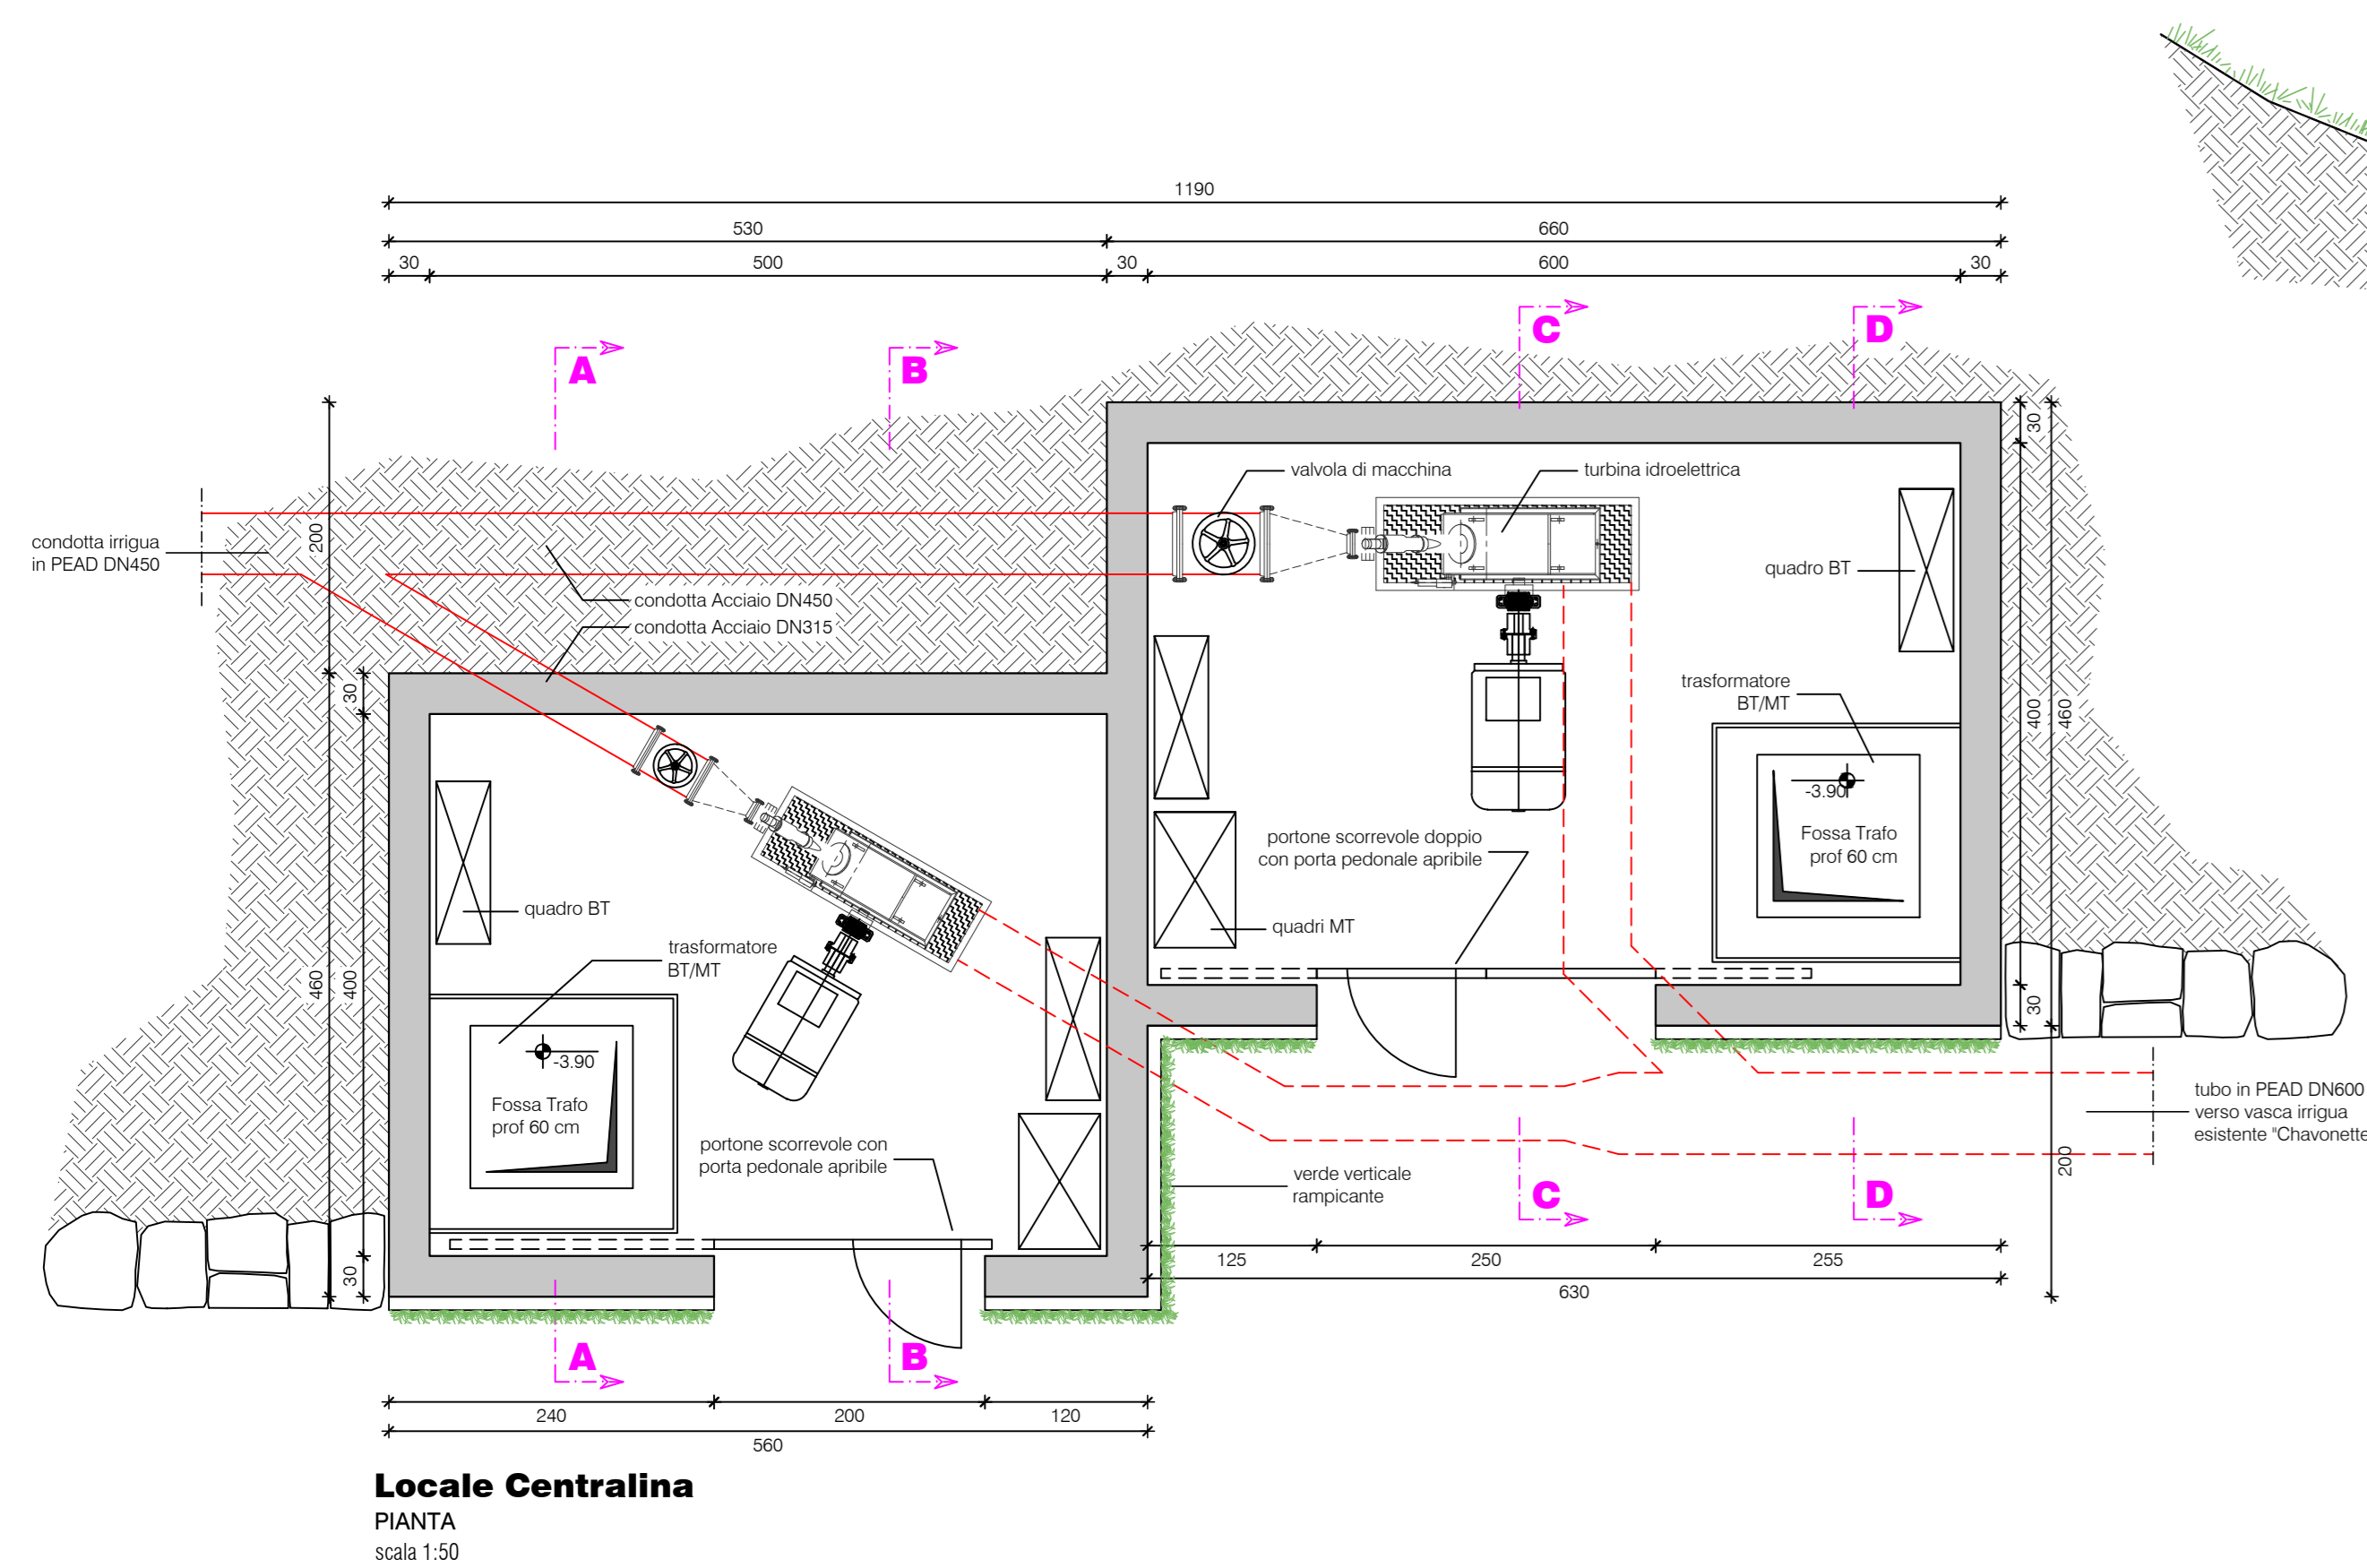 1190
530
660
30
500
30
600
30
A
B
C
D
condotta irrigua
in PEAD DN450
200
30
460
400
30
condotta Acciaio DN450
condotta Acciaio DN315
valvola di macchina
turbina idroelettrica
quadro BT
trasformatore
BT/MT
-3.90
Fossa Trafo
prof 60 cm
30
400
460
30
200
portone scorrevole doppio
con porta pedonale apribile
quadri MT
quadro BT
trasformatore
BT/MT
-3.90
Fossa Trafo
prof 60 cm
portone scorrevole con
porta pedonale apribile
verde verticale
rampicante
tubo in PEAD DN600
verso vasca irrigua
esistente "Chavonette
C
D
125
250
255
630
A
B
240
200
120
560
Locale Centralina
PIANTA
scala 1:50